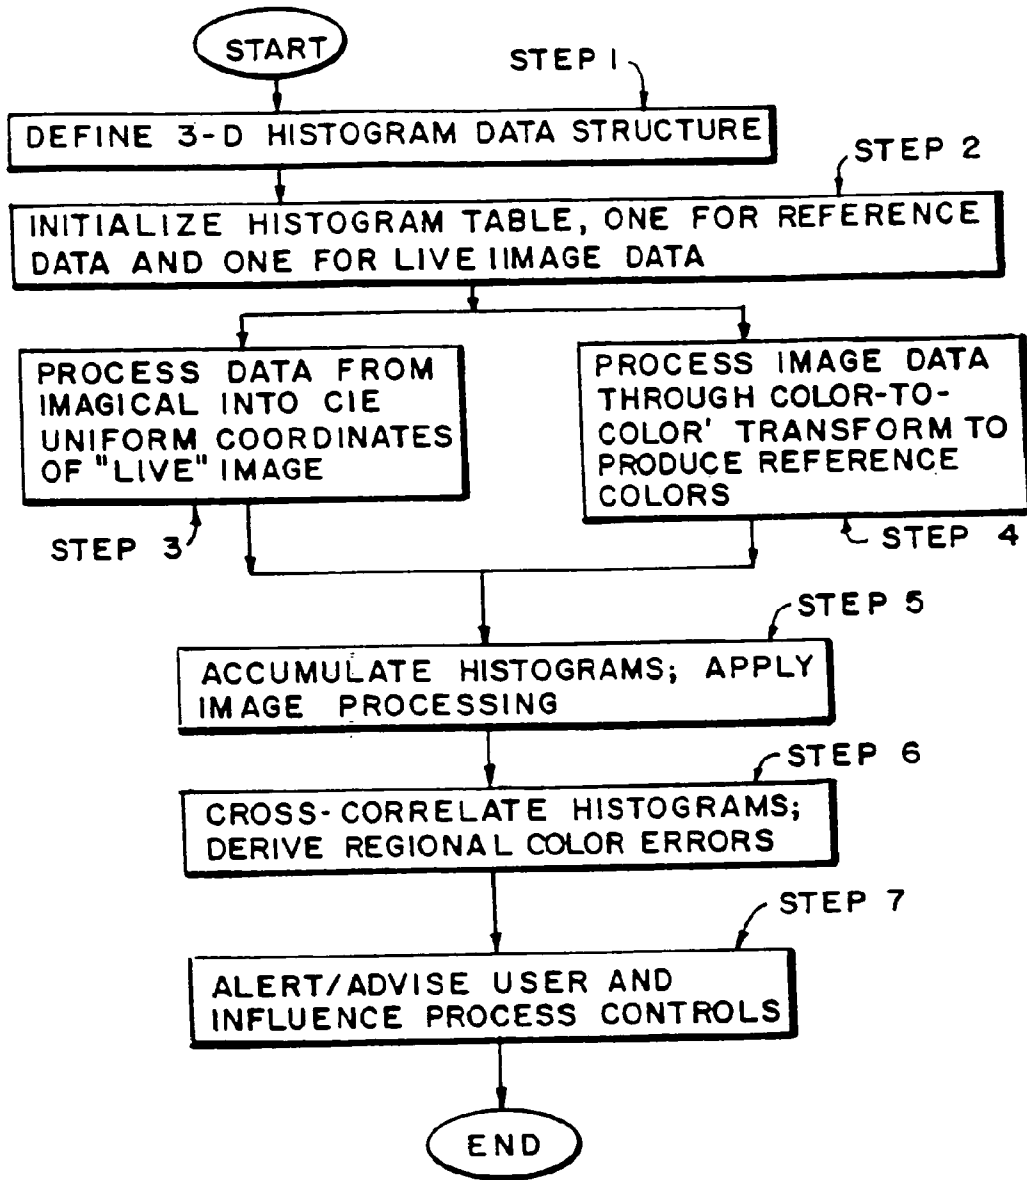 START
STEP 1
DEFINE 3-D HISTOGRAM DATA STRUCTURE
STEP 2
INITIALIZE HISTOGRAM TABLE, ONE FOR REFERENCE
DATA AND ONE FOR LIVE IIMAGE DATA
PROCESS DATA FROM
IMAGICAL INTO CIE
UNIFORM COORDINATES
OF "LIVE" IMAGE
STEP 3
PROCESS IMAGE DATA
THROUGH COLOR-TO-
COLOR' TRANSFORM TO
PRODUCE REFERENCE
COLORS
STEP 4
STEP 5
ACCUMULATE HISTOGRAMS; APPLY
IMAGE PROCESSING
STEP 6
CROSS-CORRELATE HISTOGRAMS;
DERIVE REGIONAL COLOR ERRORS
STEP 7
ALERT/ADVISE USER AND
INFLUENCE PROCESS CONTROLS
END